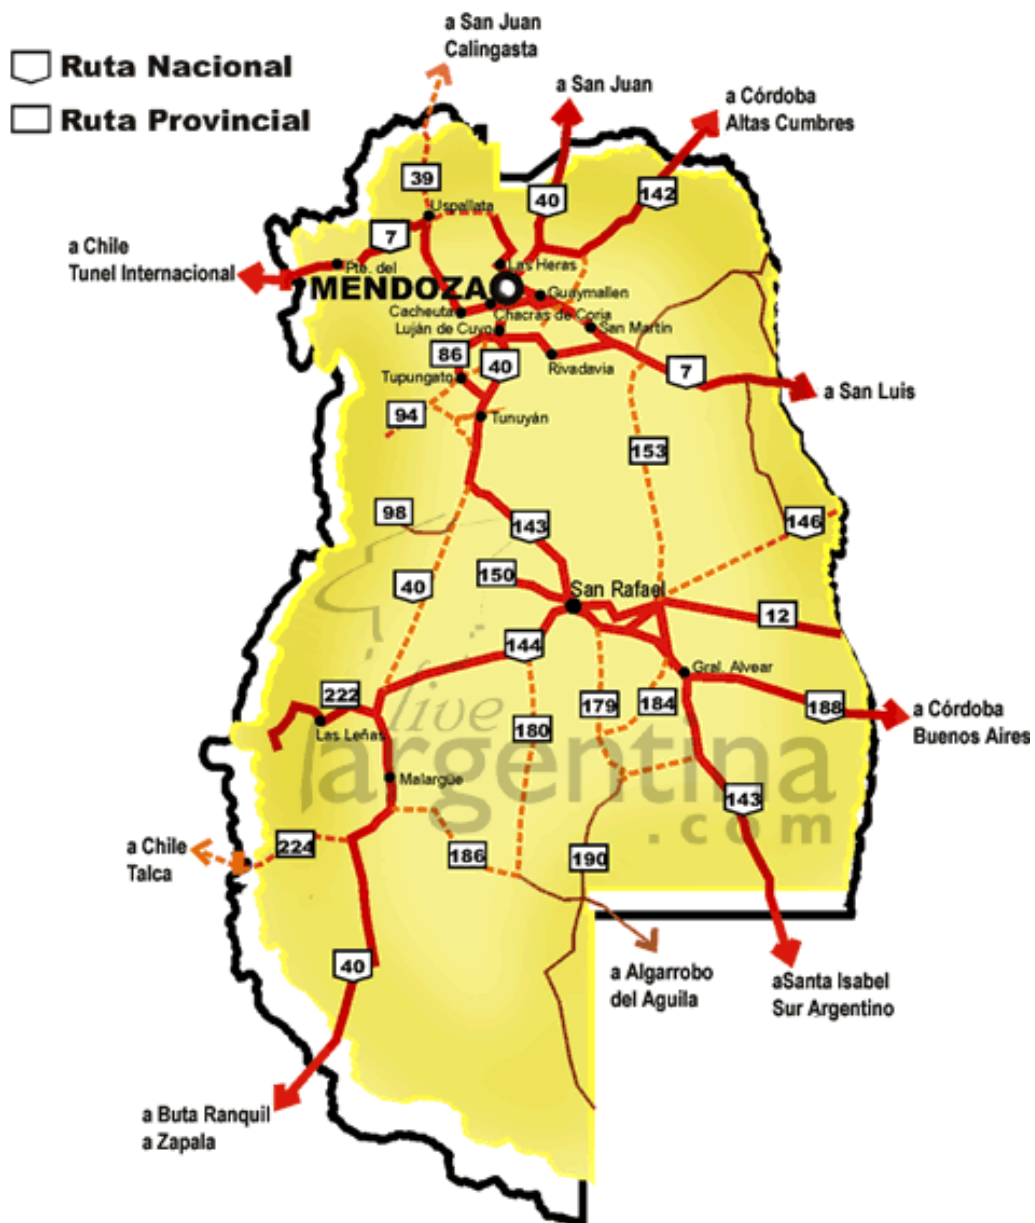 a San Juan
Calingasta
Ruta Nacional
Ruta Provincial
a San Juan
a Córdoba
Altas Cumbres
39
40
142
Uspallata
7
a Chile
Tunel Internacional
Pte. del
Las Heras
MENDOZA
Guaymallen
Cacheuta
Chacras de Coria
Luján de Cuyo
San Martín
86
40
Rivadavia
7
Tupungato
a San Luis
94
Tunuyán
153
98
143
146
150
40
San Rafael
12
144
Gral. Alvear
222
179
184
188
a Córdoba
Buenos Aires
live
Las Leñas
180
argentina
Malargüe
143
.com
a Chile
Talca
224
186
190
40
a Algarrobo
del Aguila
aSanta Isabel
Sur Argentino
a Buta Ranquil
a Zapala